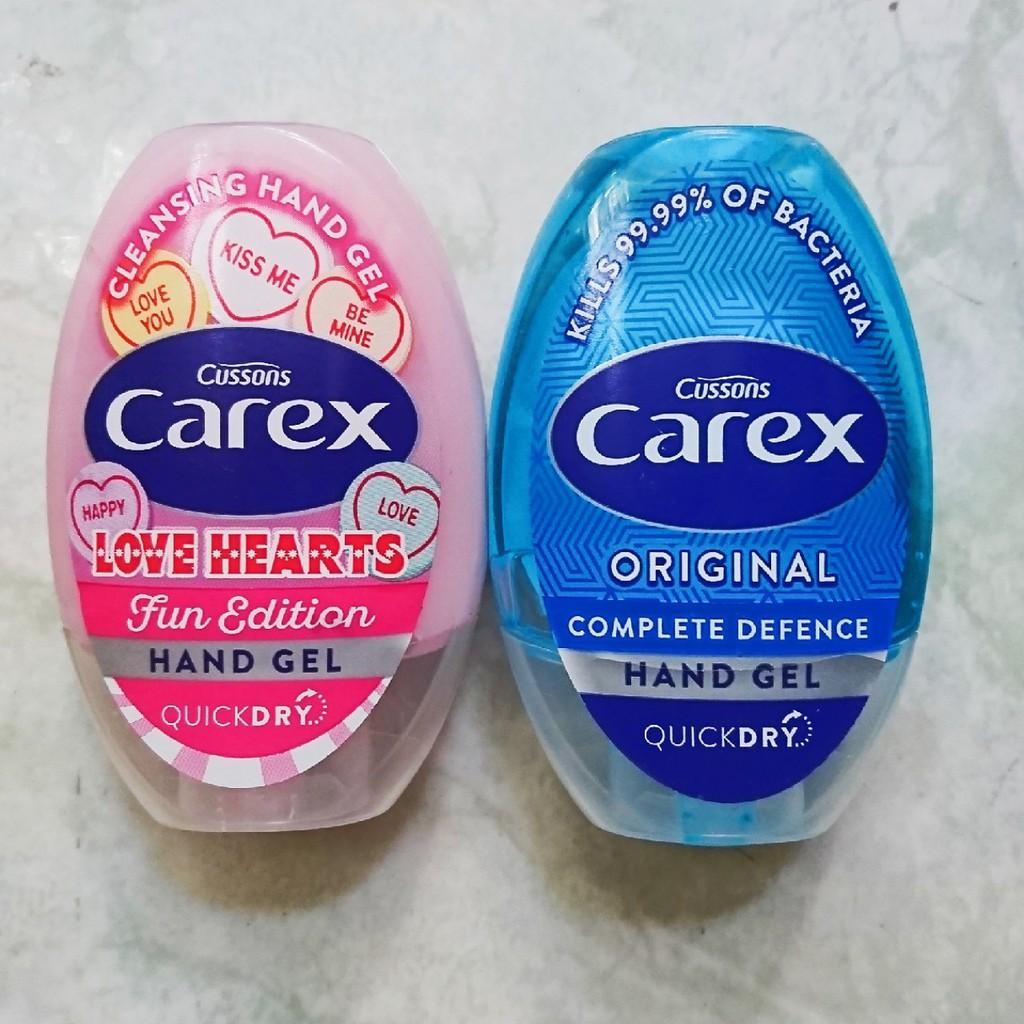 CLEANSING HAND GEL
KISS ME
LOVE
YOU
BE
MINE
Cussons
Carex
HAPPY
LOVE
LOVE HEARTS
Fun Edition
HAND GEL
QUICKDRY
KILLS 99.99% OF BACTERIA
Cussons
Carex
ORIGINAL
COMPLETE DEFENCE
HAND GEL
QUICKDRY